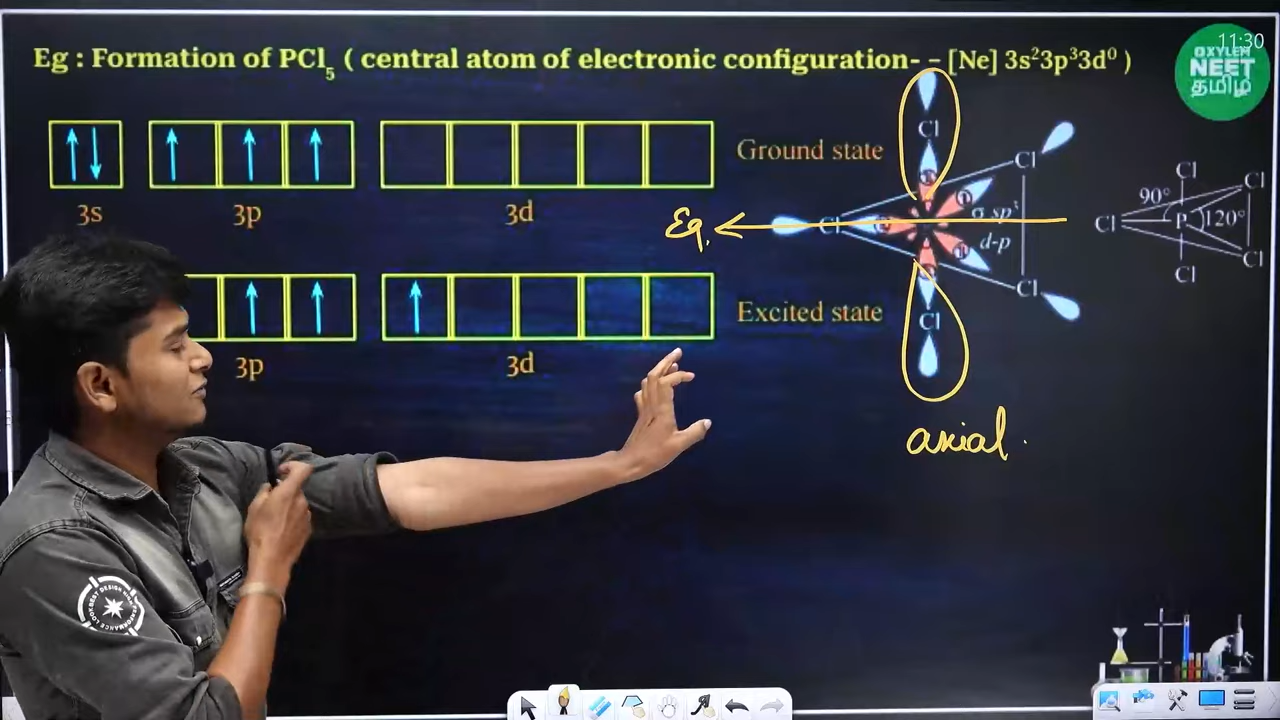 11:30
OXYLEM
NEET
தமிழ்
Eg : Formation of PCl₅ ( central atom of electronic configuration- – [Ne] 3s²3p³3d⁰ )
3s
3p
3d
Ground state
3p
3d
Excited state
Cl
Cl
Cl
σ sp³
d-p
Cl
Cl
Eq.
axial.
Cl
90°
Cl
Cl
P
120°
Cl
Cl